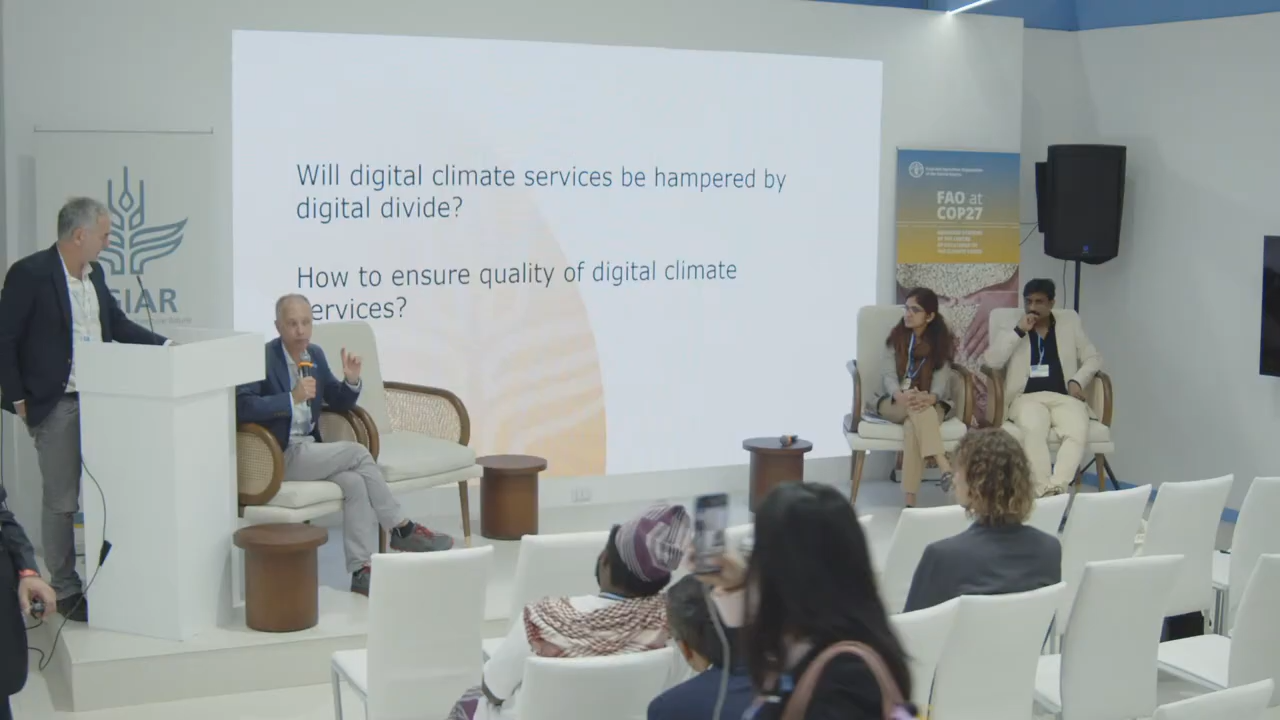 Will digital climate services be hampered by
digital divide?
How to ensure quality of digital climate
ervices?
GIAR
FAO at
COP27